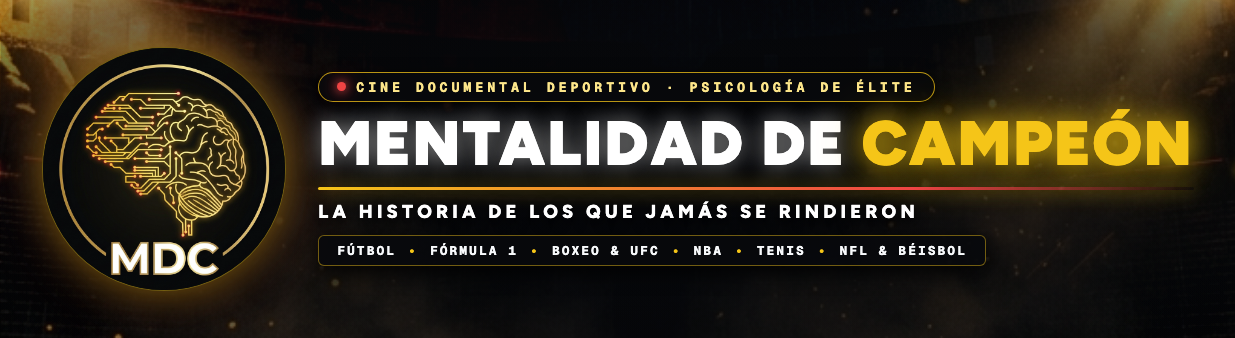 CINE DOCUMENTAL DEPORTIVO · PSICOLOGÍA DE ÉLITE
MENTALIDAD DE CAMPEÓN
LA HISTORIA DE LOS QUE JAMÁS SE RINDIERON
FÚTBOL • FÓRMULA 1 • BOXEO & UFC • NBA • TENIS • NFL & BÉISBOL
MDC